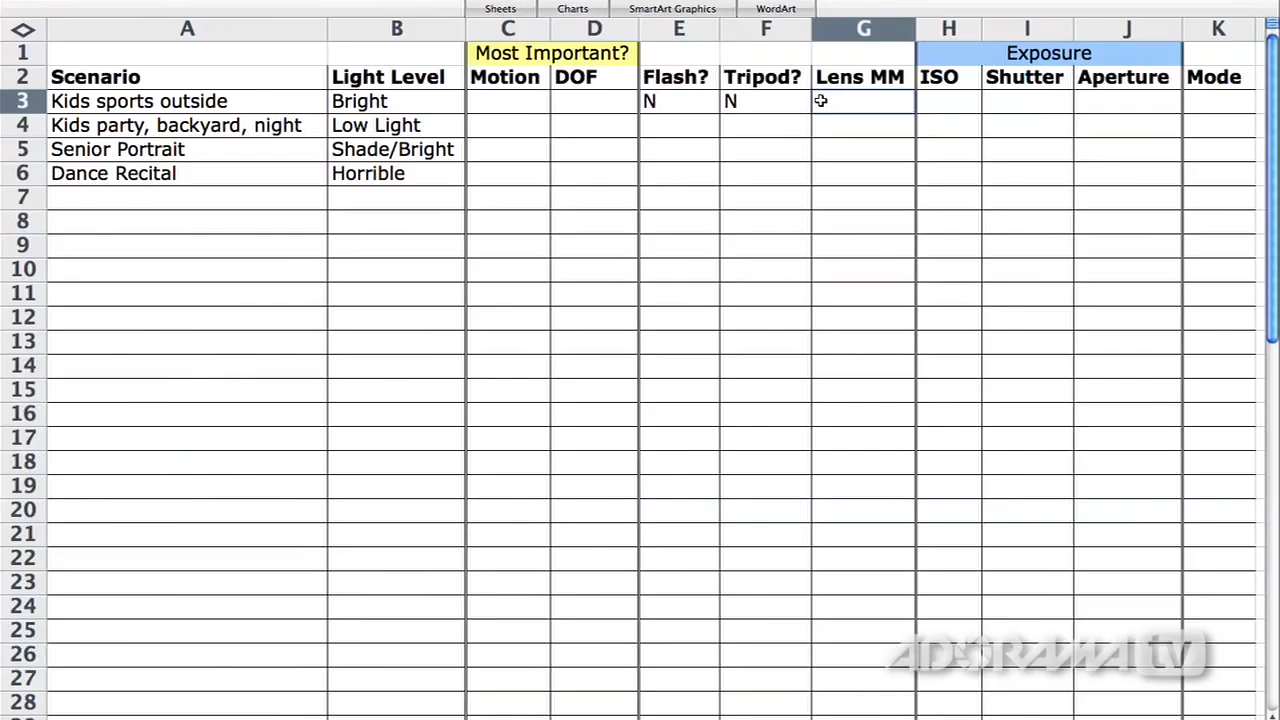 Sheets Charts SmartArt Graphics WordArt
A B C D E F G H I J K
1 Most Important? Exposure
2 Scenario Light Level Motion DOF Flash? Tripod? Lens MM ISO Shutter Aperture Mode
3 Kids sports outside Bright N N
4 Kids party, backyard, night Low Light
5 Senior Portrait Shade/Bright
6 Dance Recital Horrible
7
8
9
10
11
12
13
14
15
16
17
18
19
20
21
22
23
24
25
26
27
28
ADORAMA tv